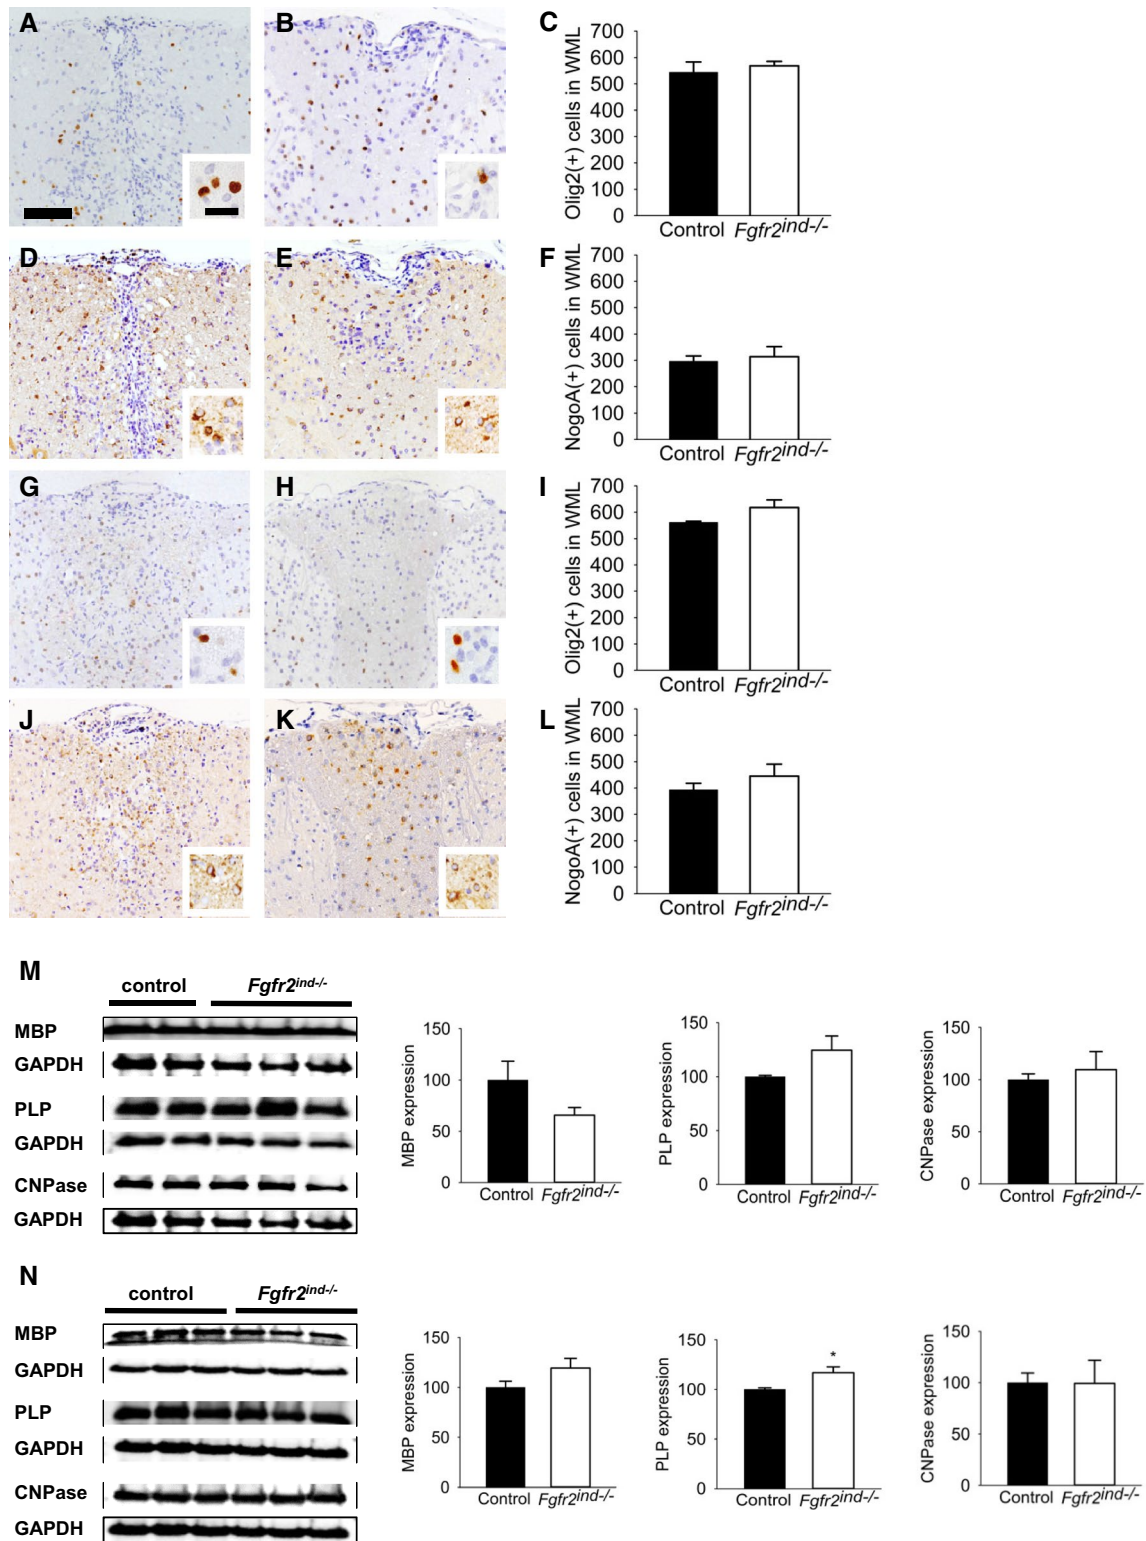 A
B
C
700
600
500
400
300
200
100
0
Olig2(+) cells in WML
Control Fgfr2ind-/-
D
E
F
700
600
500
400
300
200
100
0
NogoA(+) cells in WML
Control Fgfr2ind-/-
G
H
I
700
600
500
400
300
200
100
0
Olig2(+) cells in WML
Control Fgfr2ind-/-
J
K
L
700
600
500
400
300
200
100
0
NogoA(+) cells in WML
Control Fgfr2ind-/-
M
control Fgfr2ind-/-
MBP
GAPDH
PLP
GAPDH
CNPase
GAPDH
150
100
50
0
MBP expression
Control Fgfr2ind-/-
150
100
50
0
PLP expression
Control Fgfr2ind-/-
150
100
50
0
CNPase expression
Control Fgfr2ind-/-
N
control Fgfr2ind-/-
MBP
GAPDH
PLP
GAPDH
CNPase
GAPDH
150
100
50
0
MBP expression
Control Fgfr2ind-/-
150
100
50
0
PLP expression
*
Control Fgfr2ind-/-
150
100
50
0
CNPase expression
Control Fgfr2ind-/-